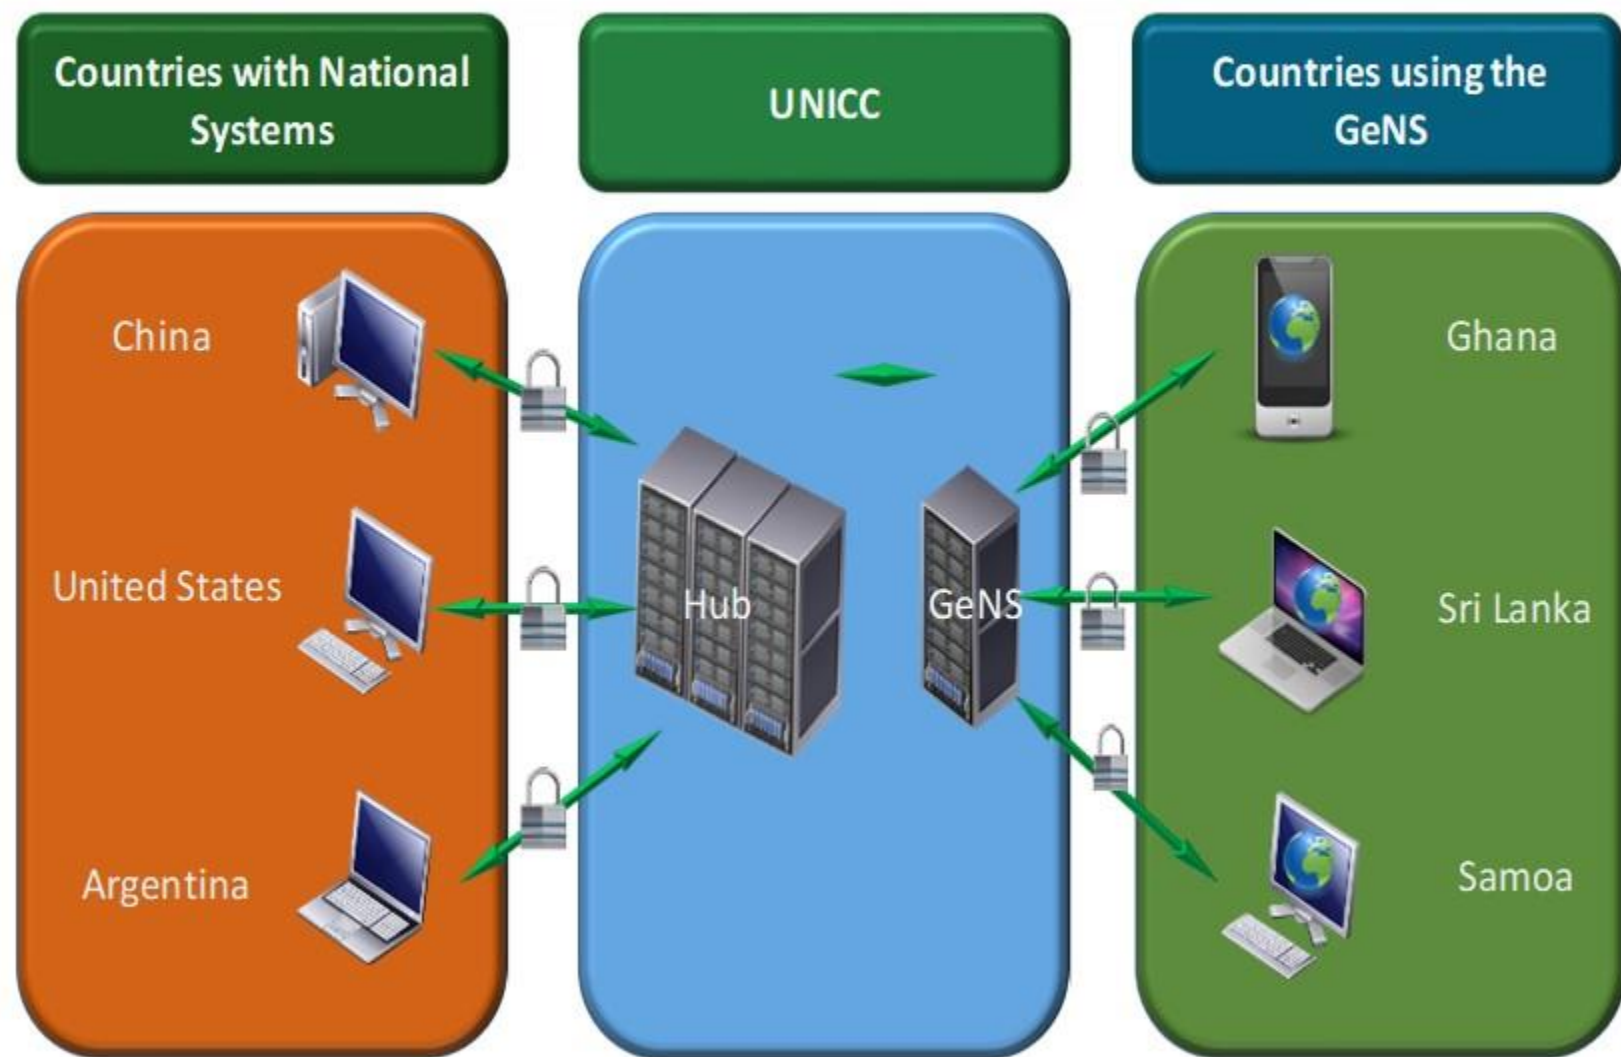 Countries with National
Systems
UNICC
Countries using the
GeNS
China
United States
Argentina
Hub
GeNS
Ghana
Sri Lanka
Samoa